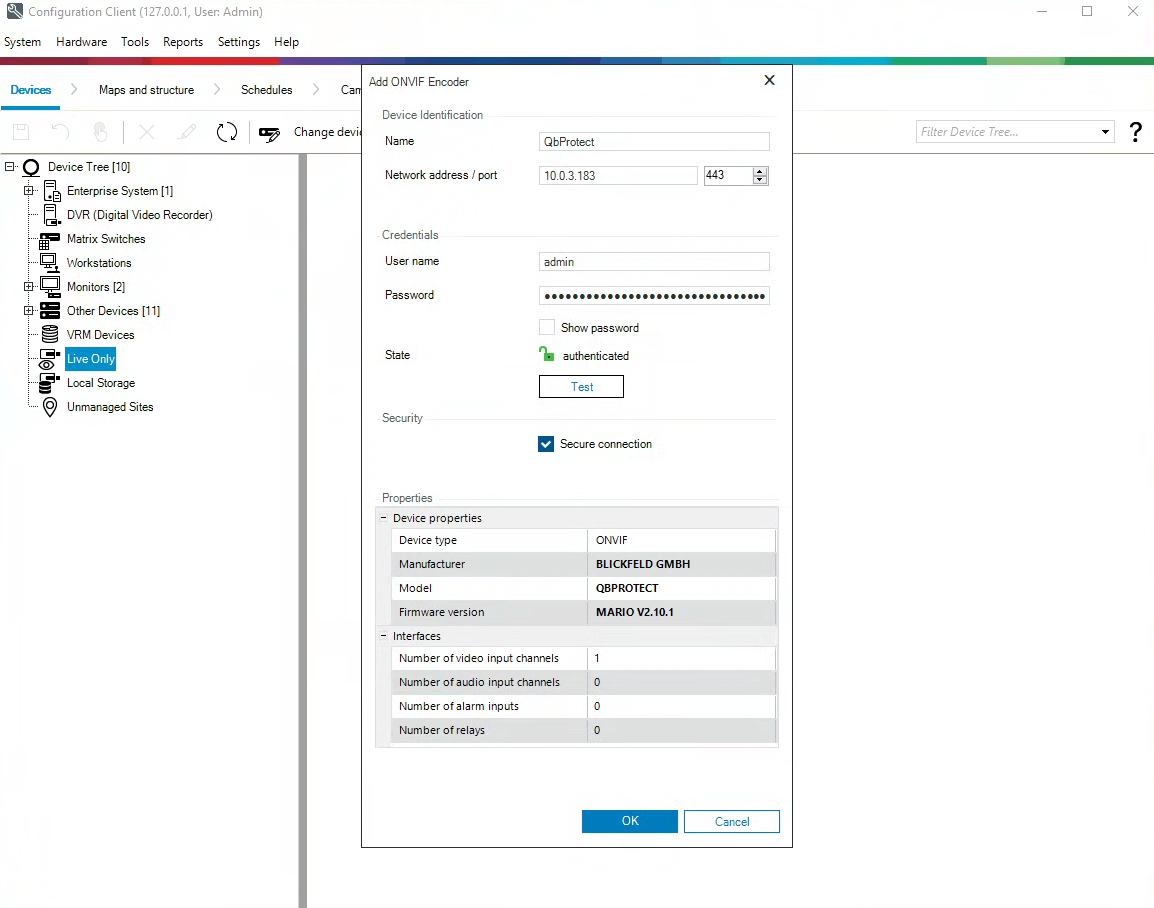 Configuration Client (127.0.0.1, User: Admin)
System Hardware Tools Reports Settings Help
Devices Maps and structure Schedules Cam
Change devi
Filter Device Tree...
?
Device Tree [10]
Enterprise System [1]
DVR (Digital Video Recorder)
Matrix Switches
Workstations
Monitors [2]
Other Devices [11]
VRM Devices
Live Only
Local Storage
Unmanaged Sites
Add ONVIF Encoder
Device Identification
Name QbProtect
Network address / port 10.0.3.183 443
Credentials
User name admin
Password ••••••••••••••••••••••••••••••••
Show password
State authenticated
Test
Security
Secure connection
Properties
Device properties
Device type ONVIF
Manufacturer BLICKFELD GMBH
Model QBPROTECT
Firmware version MARIO V2.10.1
Interfaces
Number of video input channels 1
Number of audio input channels 0
Number of alarm inputs 0
Number of relays 0
OK Cancel